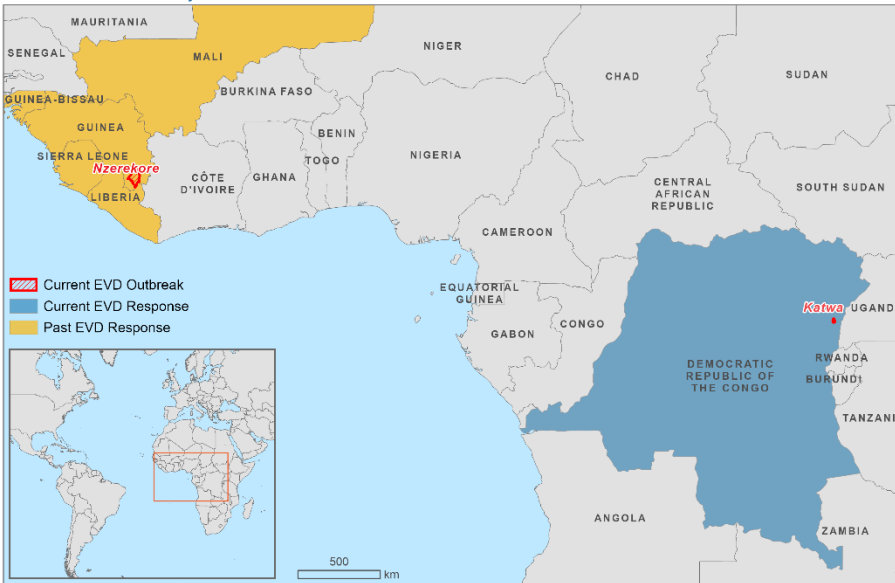 MAURITANIA
SENEGAL
MALI
NIGER
CHAD
SUDAN
GUINEA-BISSAU
BURKINA FASO
GUINEA
BENIN
SIERRA LEONE
Nzerekore
TOGO
NIGERIA
CÔTE
D'IVOIRE
GHANA
LIBERIA
CENTRAL
AFRICAN
REPUBLIC
SOUTH SUDAN
CAMEROON
Current EVD Outbreak
Current EVD Response
Past EVD Response
EQUATORIAL
GUINEA
GABON
CONGO
Katwa
UGAND
DEMOCRATIC
REPUBLIC OF
THE CONGO
RWANDA
BURUNDI
TANZANI
ANGOLA
ZAMBIA
500
km